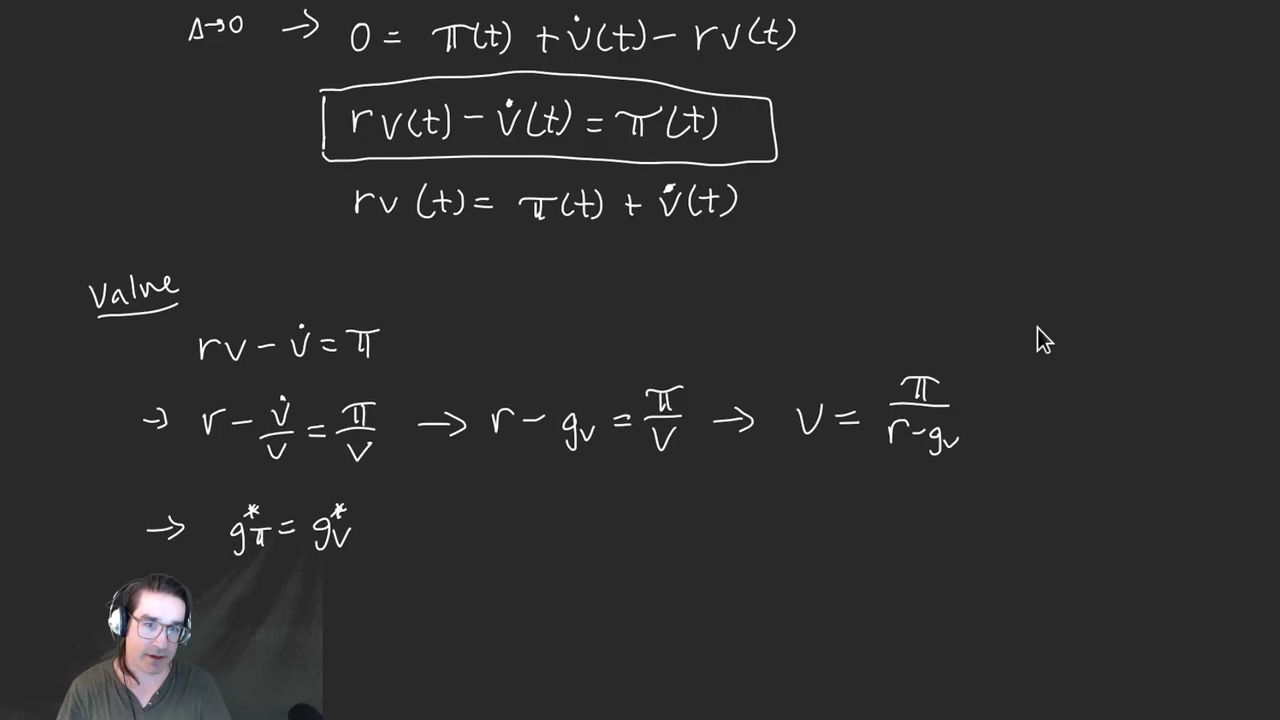 Δ→0 → 0 = π(t) + v̇(t) − rv(t)
rv(t) − v̇(t) = π(t)
rv(t) = π(t) + v̇(t)
Value
rv − v̇ = π
→ r − v̇/v = π/v → r − g_v = π/v → v = π/(r−g_v)
→ g*_π = g*_v